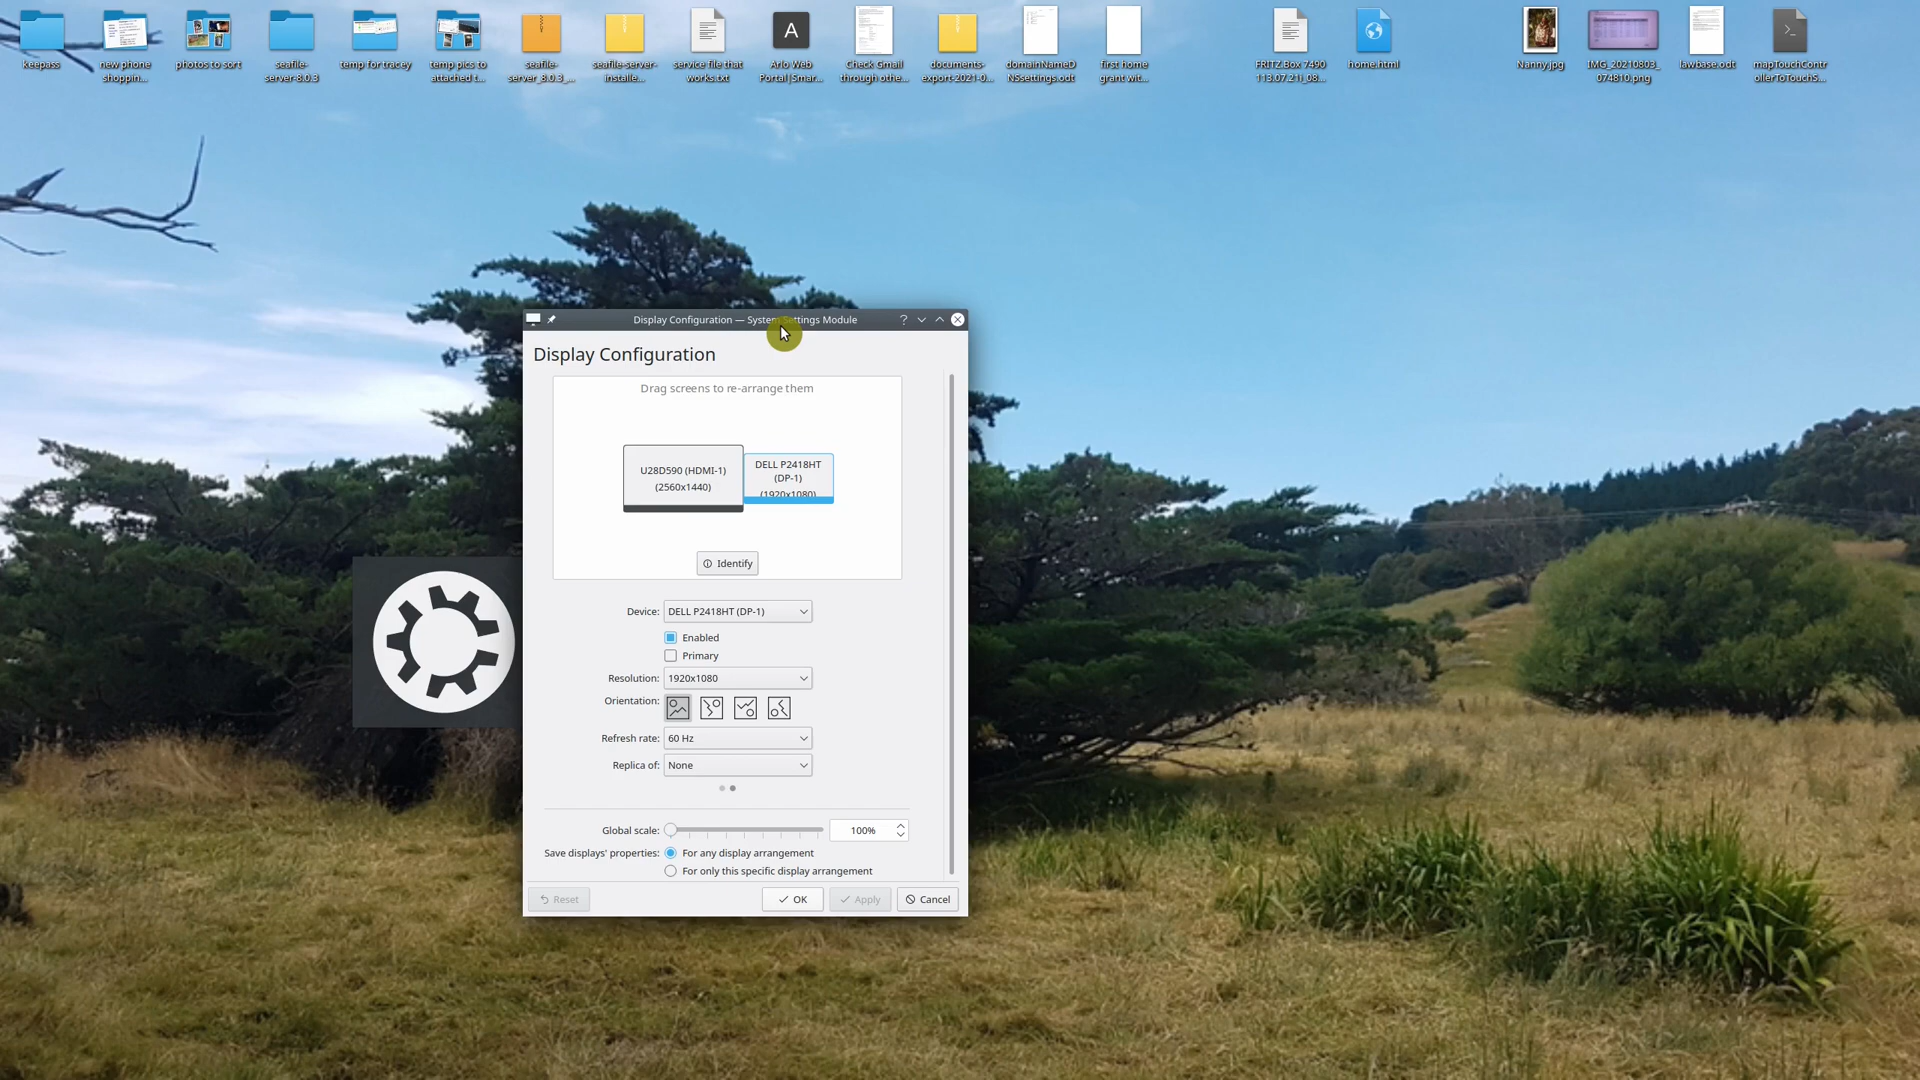 keepass
new phone
shoppin...
photos to sort
seafile-
server-8.0.3
temp for tracey
temp pics to
attached t...
seafile-
server_8.0.3_...
seafile-server-
installe...
service file that
works.txt
A
Arlo Web
Portal |Smar...
Check Gmail
through othe...
documents-
export-2021-0...
domainNameD
NSsettings.odt
first home
grant wit...
FRITZ.Box 7490
113.07.21i_08...
home.html
Nanny.jpg
IMG_20210803_
074810.png
lawbase.odt
mapTouchContr
ollerToTouchS...
Display Configuration — System Settings Module
Display Configuration
Drag screens to re-arrange them
U28D590 (HDMI-1)
(2560x1440)
DELL P2418HT
(DP-1)
(1920x1080)
Identify
Device: DELL P2418HT (DP-1)
Enabled
Primary
Resolution: 1920x1080
Orientation:
Refresh rate: 60 Hz
Replica of: None
Global scale: 100%
Save displays' properties: For any display arrangement
For only this specific display arrangement
Reset OK Apply Cancel